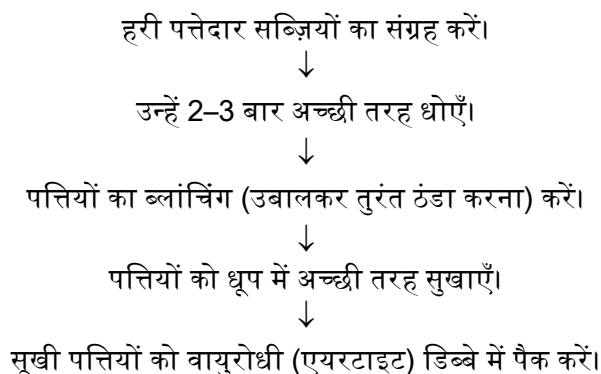 हरी पत्तेदार सब्ज़ियों का संग्रह करें।
↓
उन्हें 2–3 बार अच्छी तरह धोएँ।
↓
पत्तियों का ब्लांचिंग (उबालकर तुरंत ठंडा करना) करें।
↓
पत्तियों को धूप में अच्छी तरह सुखाएँ।
↓
सूखी पत्तियों को वायुरोधी (एयरटाइट) डिब्बे में पैक करें।